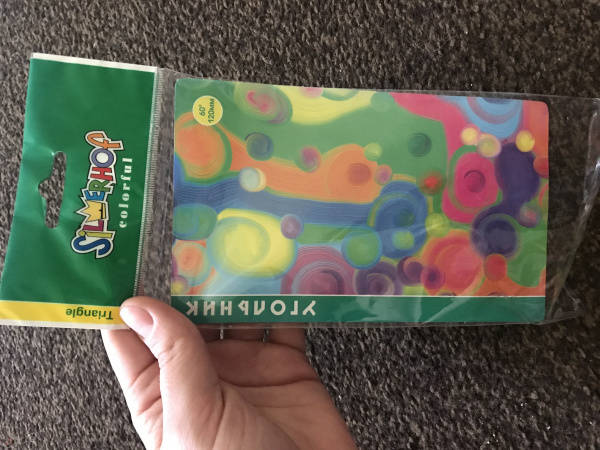 SILWERHOF
colorful
Triangle
60°
120мм
УГОЛЬНИК